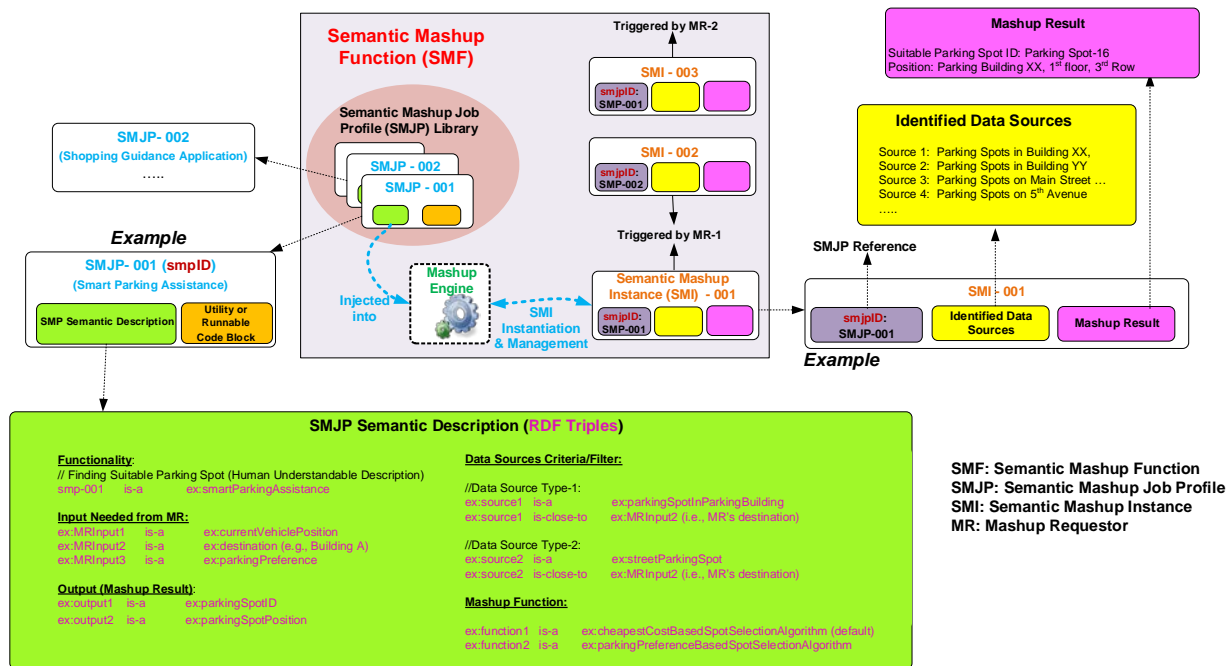 Semantic Mashup
Function (SMF)
Semantic Mashup Job
Profile (SMJP) Library
SMJP - 002
SMJP - 001
Injected
into
Mashup
Engine
SMI
Instantiation
& Management
Triggered by MR-2
SMI - 003
smjpID:
SMP-001
SMI - 002
smjpID:
SMP-002
Triggered by MR-1
Semantic Mashup
Instance (SMI) - 001
smjpID:
SMP-001
SMJP- 002
(Shopping Guidance Application)
…..
Example
SMJP- 001 (smpID)
(Smart Parking Assistance)
SMP Semantic Description
Utility or
Runnable
Code Block
Mashup Result
Suitable Parking Spot ID: Parking Spot-16
Position: Parking Building XX, 1st floor, 3rd Row
Identified Data Sources
Source 1: Parking Spots in Building XX,
Source 2: Parking Spots in Building YY
Source 3: Parking Spots on Main Street …
Source 4: Parking Spots on 5th Avenue
…..
SMJP Reference
SMI - 001
smjpID:
SMJP-001
Identified Data
Sources
Mashup Result
Example
SMJP Semantic Description (RDF Triples)
Functionality:
// Finding Suitable Parking Spot (Human Understandable Description)
smp-001 is-a ex:smartParkingAssistance
Input Needed from MR:
ex:MRInput1 is-a ex:currentVehiclePosition
ex:MRInput2 is-a ex:destination (e.g., Building A)
ex:MRInput3 is-a ex:parkingPreference
Output (Mashup Result):
ex:output1 is-a ex:parkingSpotID
ex:output2 is-a ex:parkingSpotPosition
Data Sources Criteria/Filter:
//Data Source Type-1:
ex:source1 is-a ex:parkingSpotInParkingBuilding
ex:source1 is-close-to ex:MRInput2 (i.e., MR's destination)
//Data Source Type-2:
ex:source2 is-a ex:streetParkingSpot
ex:source2 is-close-to ex:MRInput2 (i.e., MR's destination)
Mashup Function:
ex:function1 is-a ex:cheapestCostBasedSpotSelectionAlgorithm (default)
ex:function2 is-a ex:parkingPreferenceBasedSpotSelectionAlgorithm
SMF: Semantic Mashup Function
SMJP: Semantic Mashup Job Profile
SMI: Semantic Mashup Instance
MR: Mashup Requestor